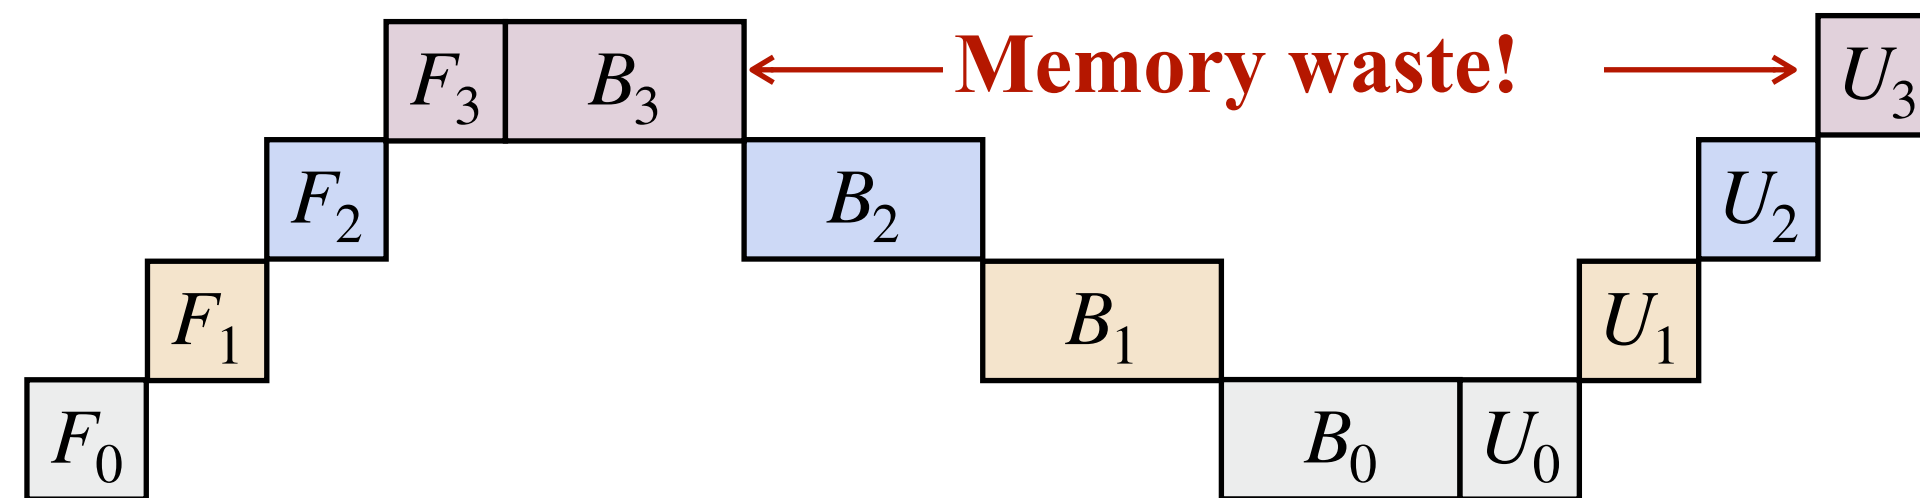 F₃ B₃ Memory waste! U₃
F₂ B₂ U₂
F₁ B₁ U₁
F₀ B₀ U₀